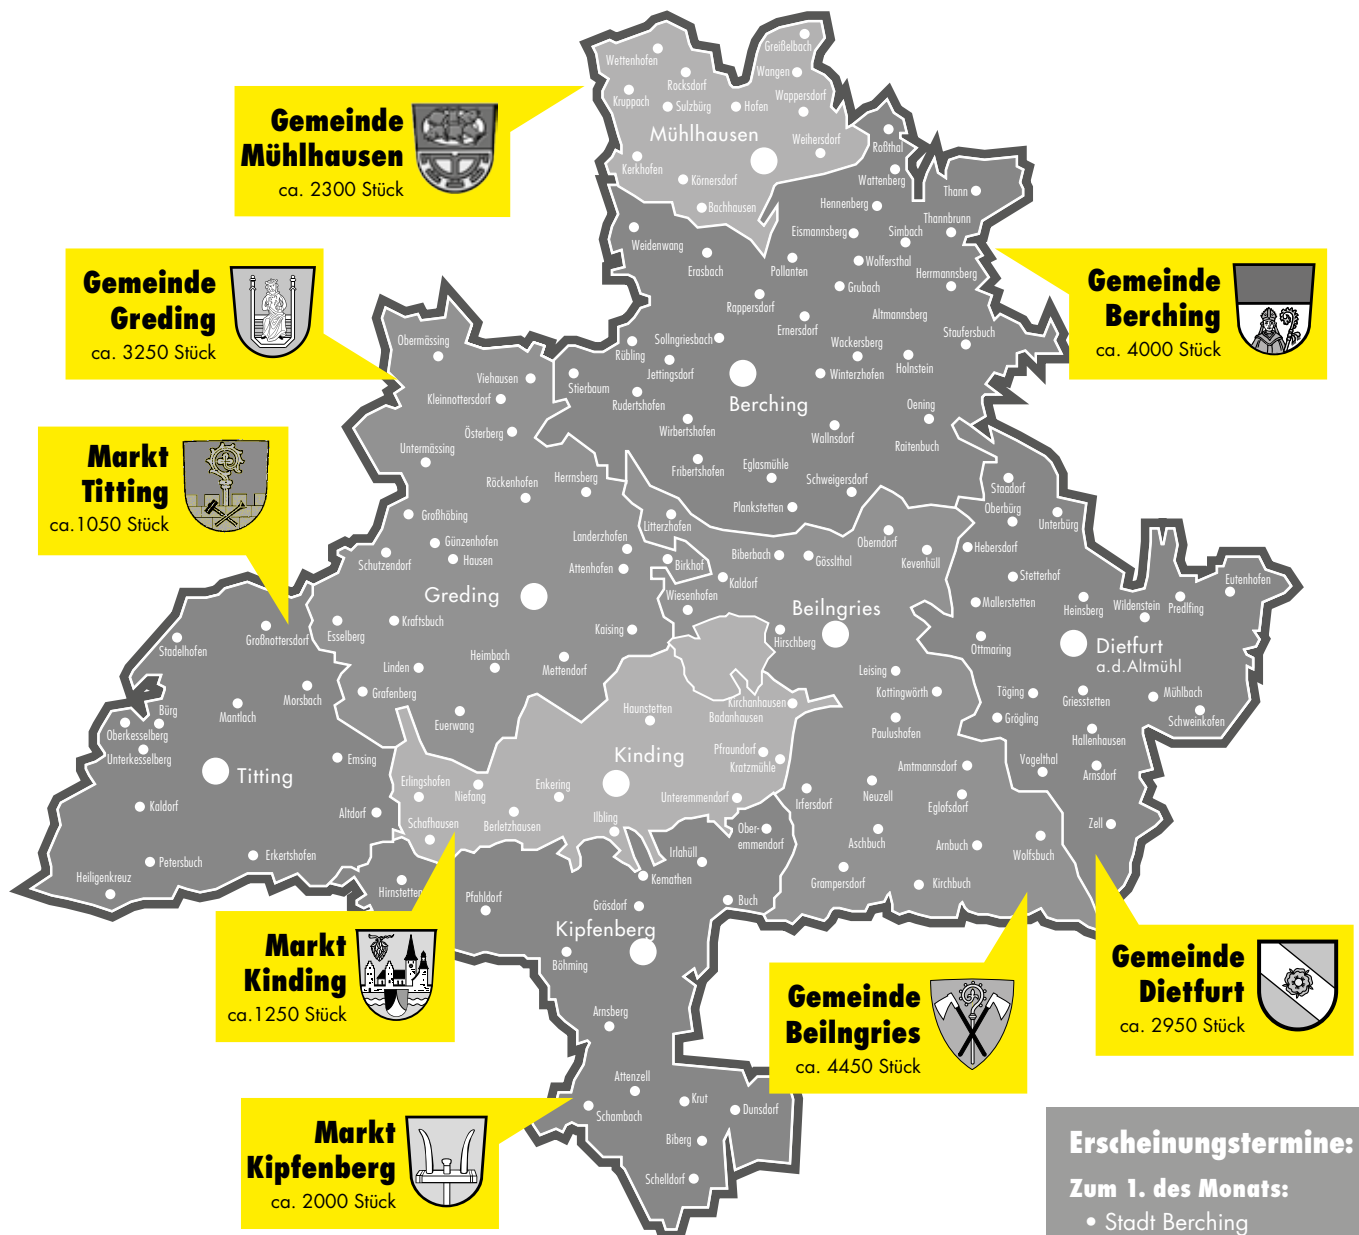 Gemeinde
Mühlhausen
ca. 2300 Stück
Gemeinde
Greding
ca. 3250 Stück
Markt
Titting
ca.1050 Stück
Gemeinde
Berching
ca. 4000 Stück
Markt
Kinding
ca.1250 Stück
Markt
Kipfenberg
ca. 2000 Stück
Gemeinde
Beilngries
ca. 4450 Stück
Gemeinde
Dietfurt
ca. 2950 Stück
Greißelbach
Wettenhofen
Wangen
Rocksdorf
Kruppach
Sulzbürg
Hofen
Wappersdorf
Mühlhausen
Weihersdorf
Kerkhofen
Körnersdorf
Bachhausen
Roßthal
Wattenberg
Thann
Hennenberg
Thannbrunn
Eismannsberg
Simbach
Weidenwang
Erasbach
Pollanten
Wolfersthal
Herrmannsberg
Grubach
Rappersdorf
Altmannsberg
Ernersdorf
Staufersbuch
Sollngriesbach
Wackersberg
Rübling
Jettingsdorf
Holnstein
Winterzhofen
Stierbaum
Rudertshofen
Berching
Oening
Wirbertshofen
Wallnsdorf
Raitenbuch
Fribertshofen
Eglasmühle
Schweigersdorf
Plankstetten
Obermässing
Viehausen
Kleinnottersdorf
Österberg
Untermässing
Röckenhofen
Herrnsberg
Großhöbing
Günzenhofen
Landerzhofen
Schutzendorf
Hausen
Attenhofen
Greding
Kraftsbuch
Esselberg
Kaising
Linden
Heimbach
Mettendorf
Grafenberg
Euerwang
Litterzhofen
Birkhof
Biberbach
Gösslthal
Oberndorf
Kevenhüll
Kaldorf
Wiesenhofen
Beilngries
Hirschberg
Leising
Kottingwörth
Paulushofen
Amtmannsdorf
Neuzell
Irfersdorf
Eglofsdorf
Aschbuch
Arnbuch
Wolfsbuch
Grampersdorf
Kirchbuch
Staadorf
Oberbürg
Unterbürg
Hebersdorf
Stetterhof
Eutenhofen
Mallerstetten
Heinsberg
Wildenstein
Predlfing
Ottmaring
Dietfurt
a.d.Altmühl
Töging
Griesstetten
Mühlbach
Grögling
Schweinkofen
Hallenhausen
Vogelthal
Arnsdorf
Zell
Großnottersdorf
Stadelhofen
Morsbach
Mantlach
Bürg
Oberkesselberg
Unterkesselberg
Emsing
Titting
Kaldorf
Altdorf
Petersbuch
Erkertshofen
Heiligenkreuz
Haunstetten
Kirchanhausen
Badanhausen
Kinding
Pfraundorf
Kratzmühle
Erlingshofen
Niefang
Enkering
Unteremmendorf
Schafhausen
Berletzhausen
Ilbling
Ober-
emmendorf
Irlahüll
Kemathen
Hirnstetten
Pfahldorf
Grösdorf
Buch
Kipfenberg
Böhming
Arnsberg
Attenzell
Schambach
Krut
Dunsdorf
Biberg
Schelldorf
Erscheinungstermine:
Zum 1. des Monats:
• Stadt Berching